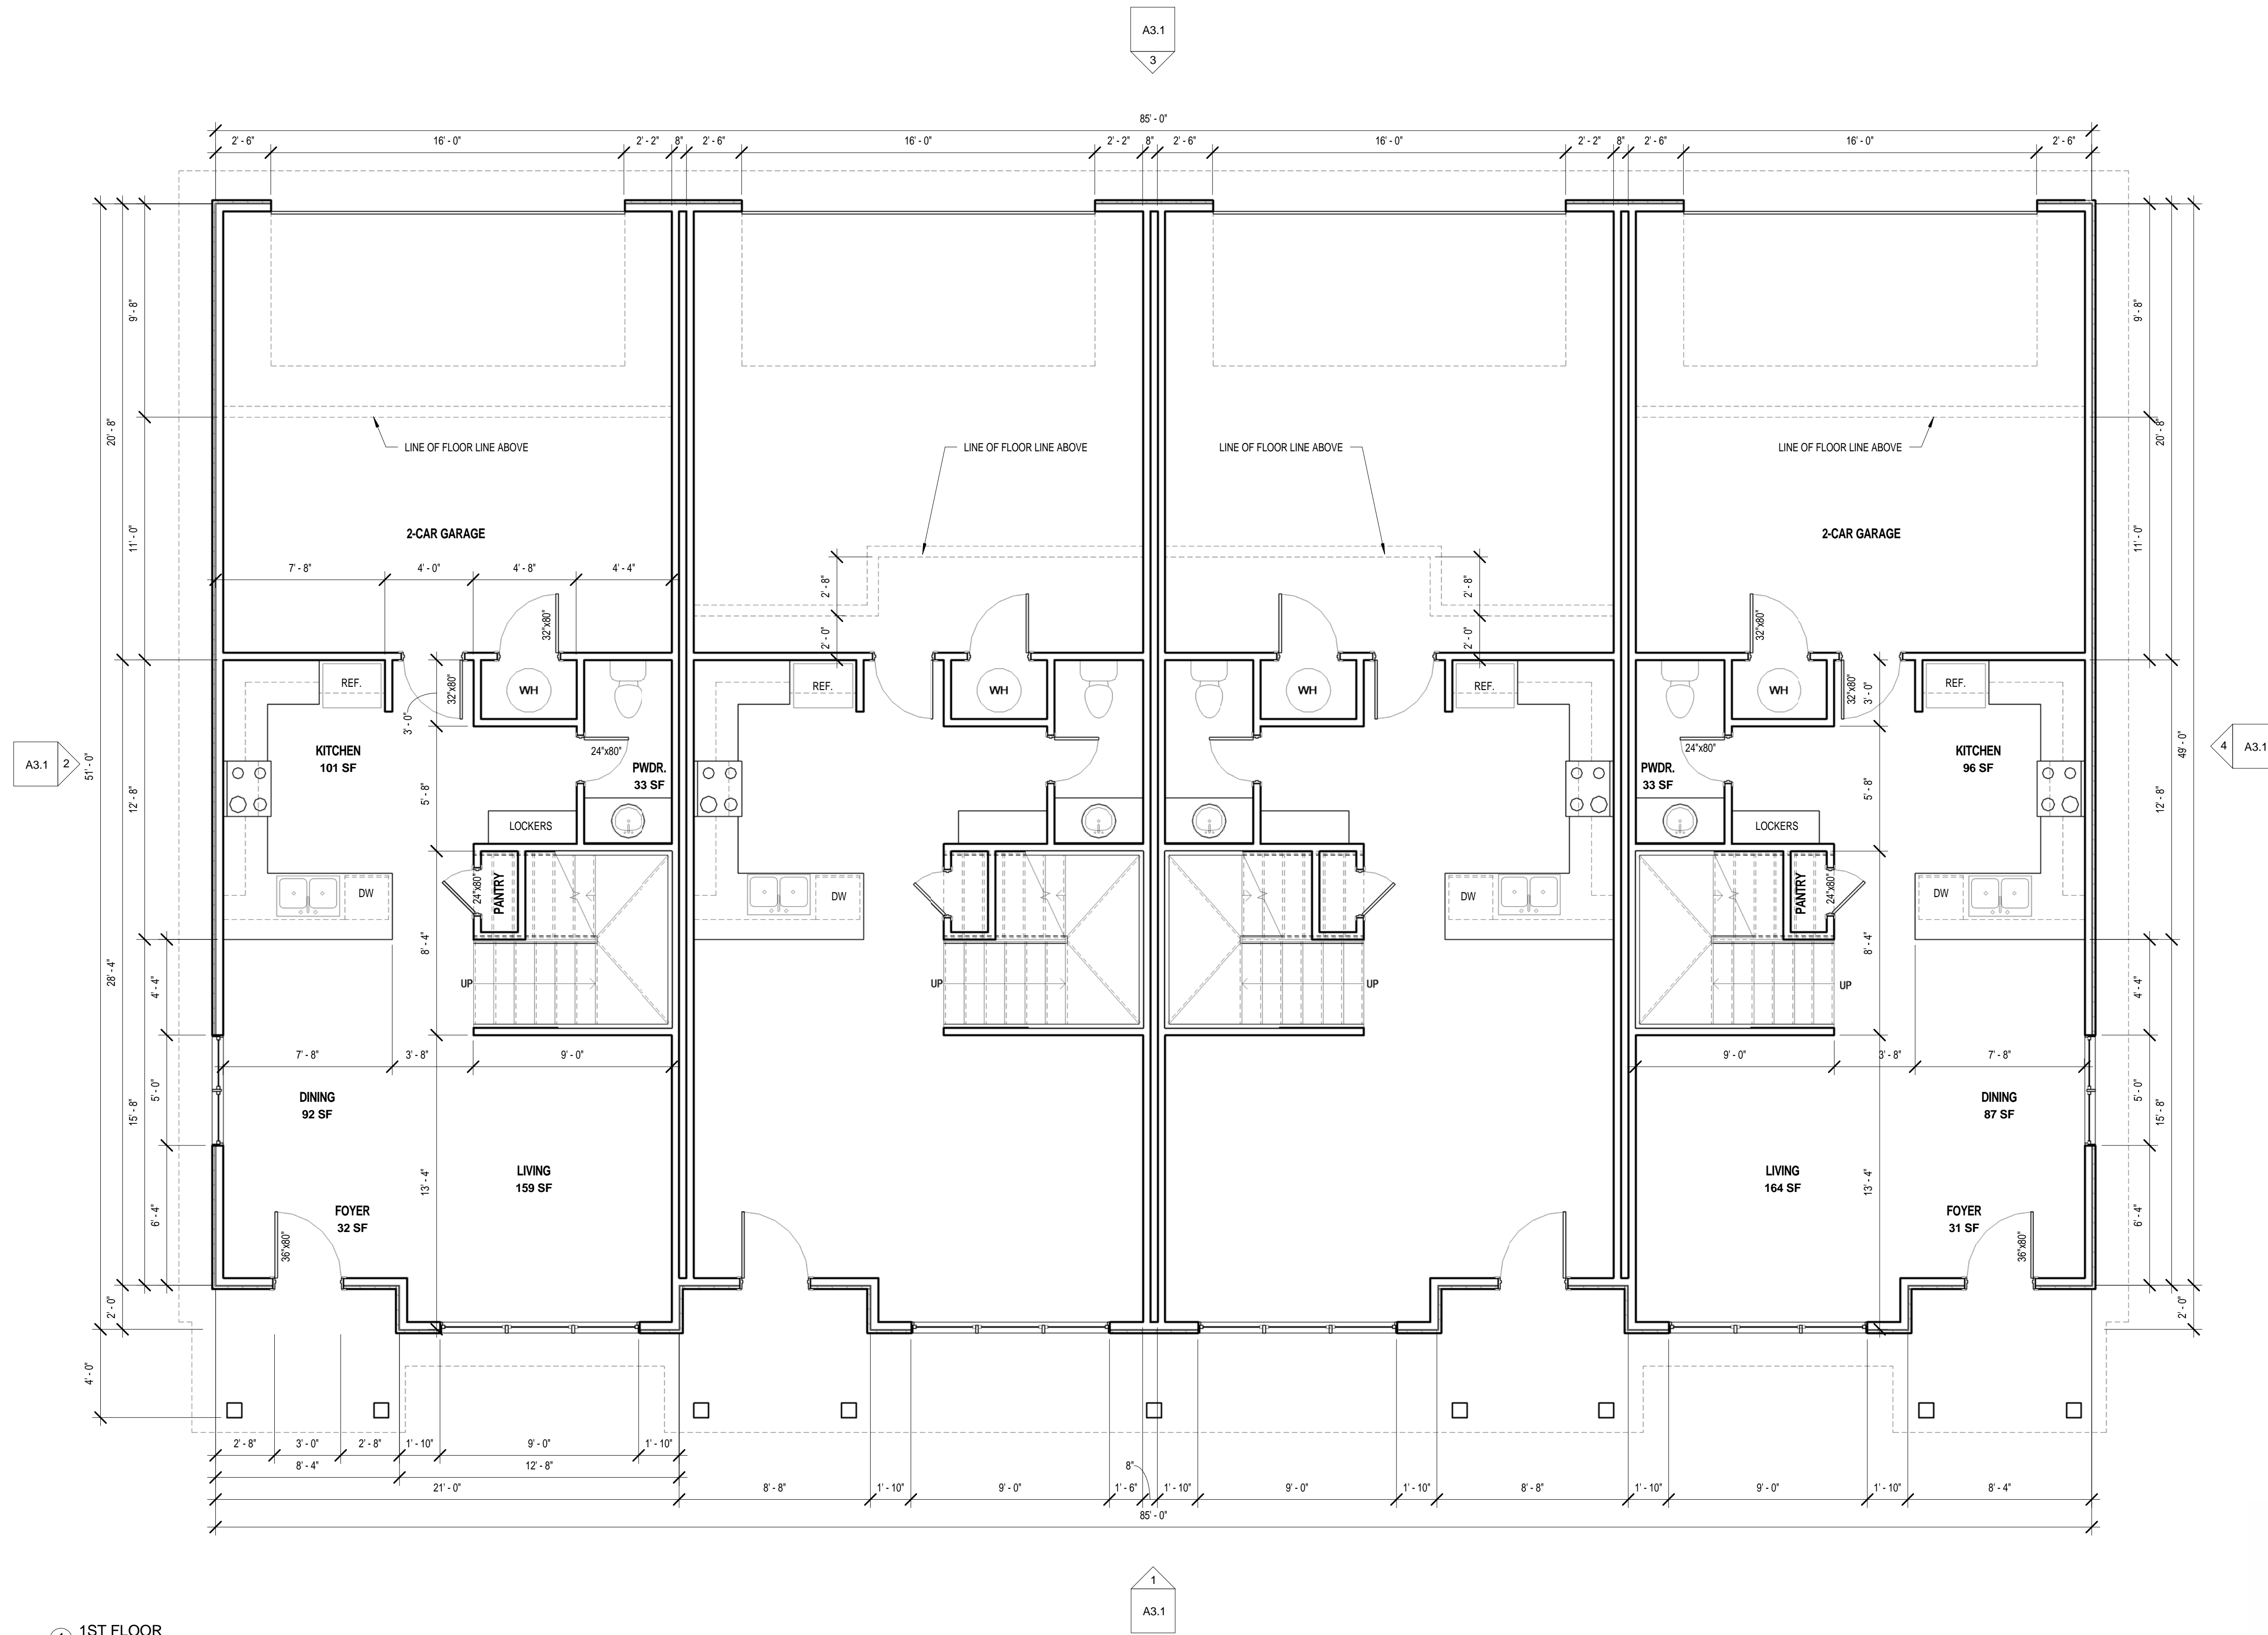 A3.1
3
85' - 0"
2' - 6"
16' - 0"
2' - 2"
8"
2' - 6"
16' - 0"
2' - 2"
8"
2' - 6"
16' - 0"
2' - 2"
8"
2' - 6"
16' - 0"
2' - 6"
9' - 8"
9' - 8"
20' - 8"
20' - 8"
LINE OF FLOOR LINE ABOVE
LINE OF FLOOR LINE ABOVE
LINE OF FLOOR LINE ABOVE
LINE OF FLOOR LINE ABOVE
11' - 0"
2-CAR GARAGE
2-CAR GARAGE
11' - 0"
7' - 8"
4' - 0"
4' - 8"
4' - 4"
2' - 8"
2' - 8"
32"x80"
32"x80"
2' - 0"
2' - 0"
REF.
WH
REF.
WH
WH
REF.
WH
REF.
32"x80"
32"x80"
3' - 0"
3' - 0"
A3.1
2
51' - 0"
KITCHEN
101 SF
24"x80"
PWDR.
33 SF
PWDR.
33 SF
24"x80"
KITCHEN
96 SF
49' - 0"
4
A3.1
12' - 8"
5' - 8"
LOCKERS
LOCKERS
5' - 8"
12' - 8"
DW
24"x80"
PANTRY
DW
DW
PANTRY
24"x80"
DW
28' - 4"
8' - 4"
8' - 4"
4' - 4"
UP
UP
UP
UP
4' - 4"
7' - 8"
3' - 8"
9' - 0"
9' - 0"
3' - 8"
7' - 8"
15' - 8"
5' - 0"
DINING
92 SF
DINING
87 SF
5' - 0"
15' - 8"
13' - 4"
LIVING
159 SF
LIVING
164 SF
13' - 4"
6' - 4"
FOYER
32 SF
FOYER
31 SF
6' - 4"
36"x80"
36"x80"
2' - 0"
2' - 0"
4' - 0"
2' - 8"
3' - 0"
2' - 8"
1' - 10"
9' - 0"
1' - 10"
8' - 4"
12' - 8"
8"
21' - 0"
8' - 8"
1' - 10"
9' - 0"
1' - 6"
1' - 10"
9' - 0"
1' - 10"
8' - 8"
1' - 10"
9' - 0"
1' - 10"
8' - 4"
85' - 0"
1
A3.1
1ST FLOOR